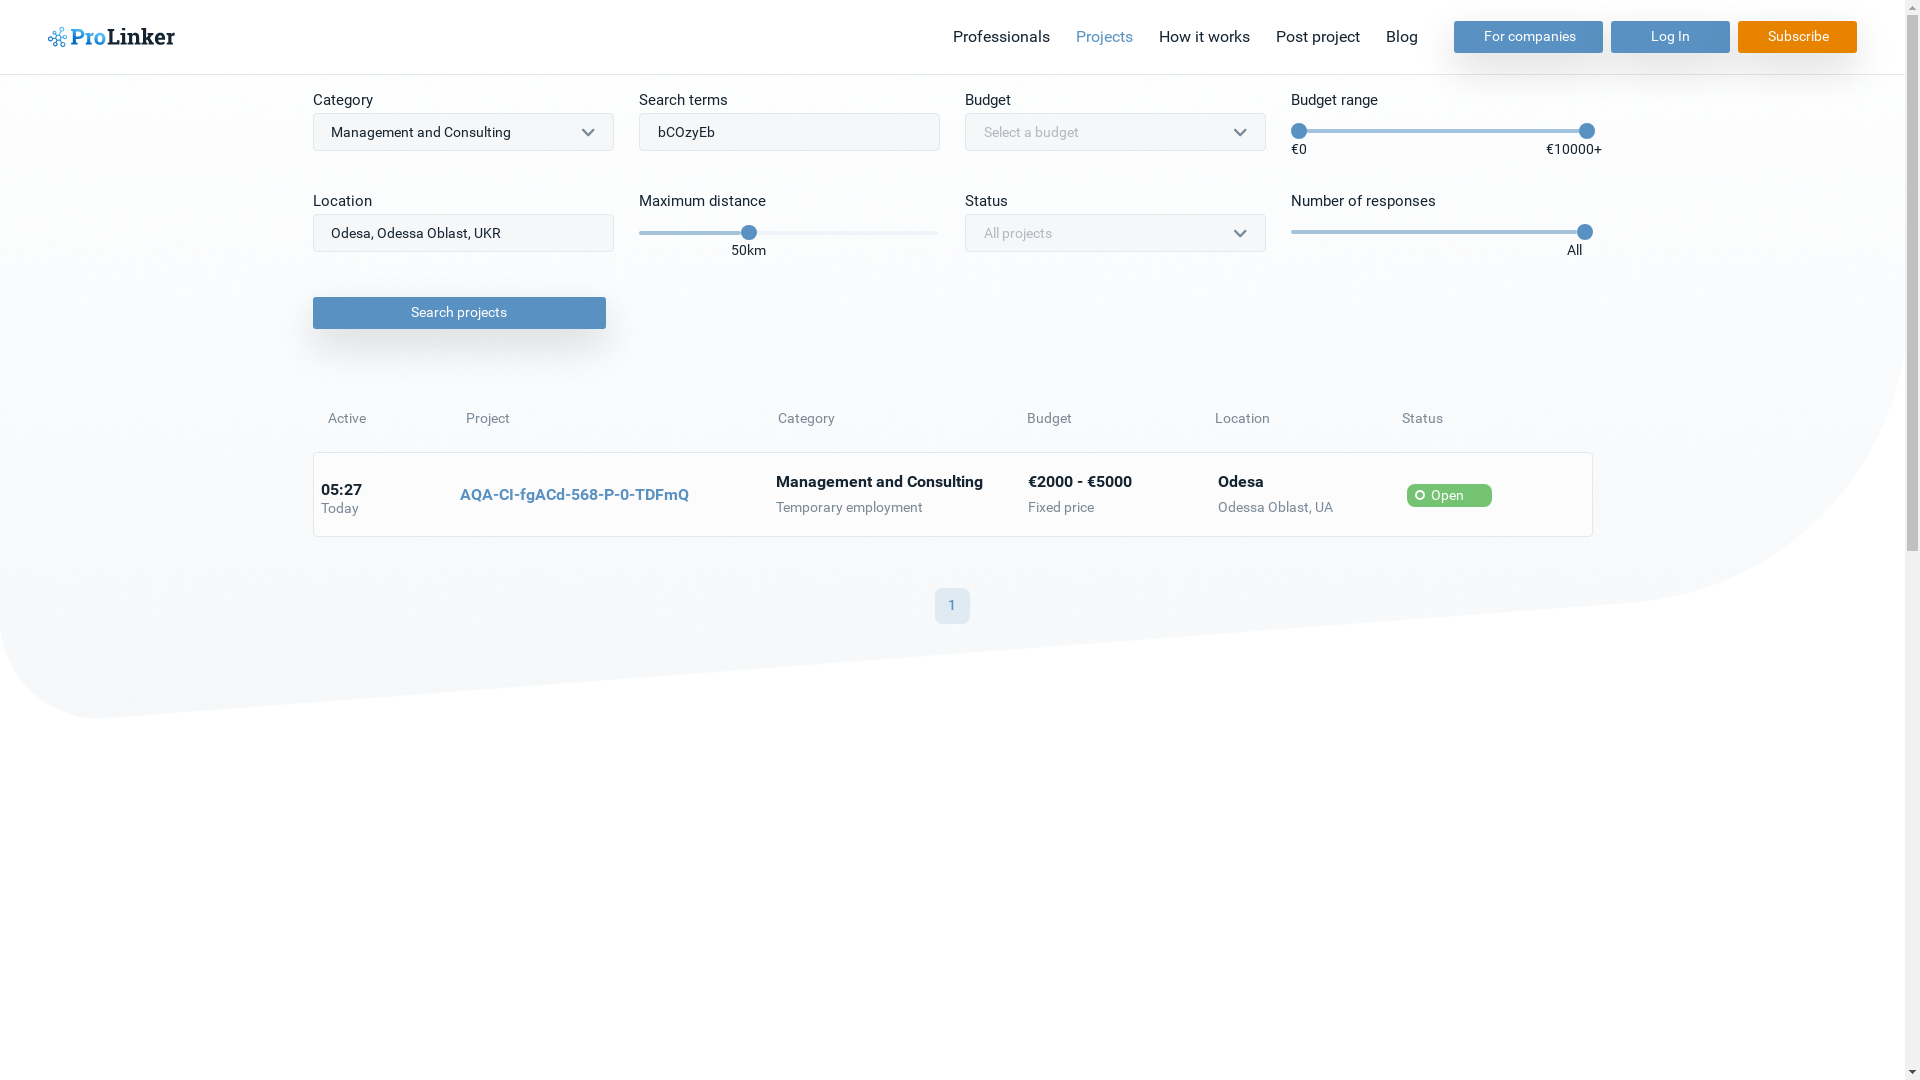 ProLinker
Professionals
Projects
How it works
Post project
Blog
For companies
Log In
Subscribe
Category
Management and Consulting
Search terms
bCOzyEb
Budget
Select a budget
Budget range
€0
€10000+
Location
Odesa, Odessa Oblast, UKR
Maximum distance
50km
Status
All projects
Number of responses
All
Search projects
Active
Project
Category
Budget
Location
Status
05:27
Today
AQA-CI-fgACd-568-P-0-TDFmQ
Management and Consulting
Temporary employment
€2000 - €5000
Fixed price
Odesa
Odessa Oblast, UA
Open
1